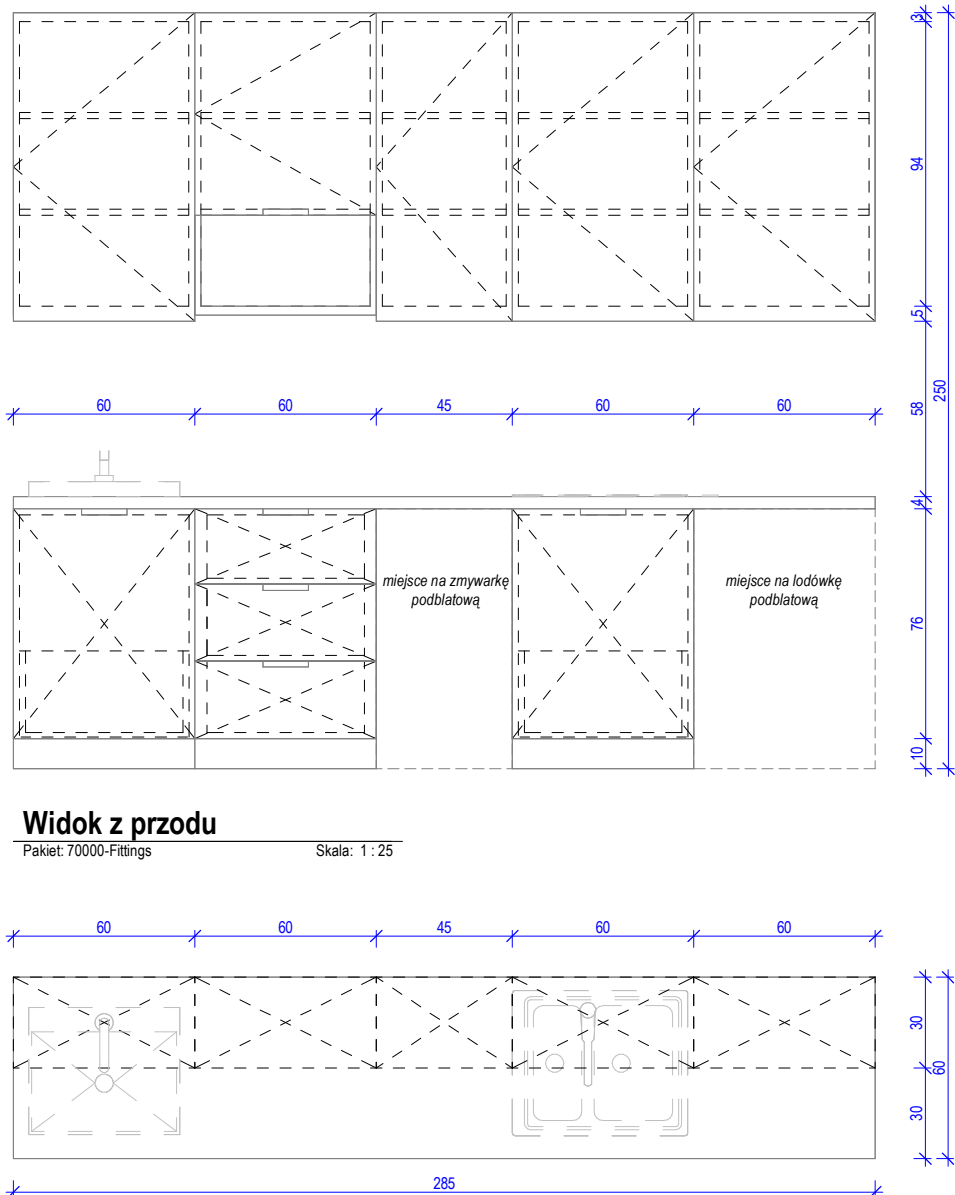 3
94
5
250
58
60 60 45 60 60
4
miejsce na zmywarkę
podblatową
miejsce na lodówkę
podblatową
76
10
Widok z przodu
Pakiet: 70000-Fittings Skala: 1 : 25
60 60 45 60 60
30
60
30
285